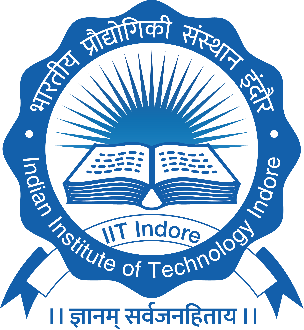 भारतीय प्रौद्योगिकी संस्थान इंदौर
IIT Indore
Indian Institute of Technology Indore
।। ज्ञानम् सर्वजनहिताय ।।